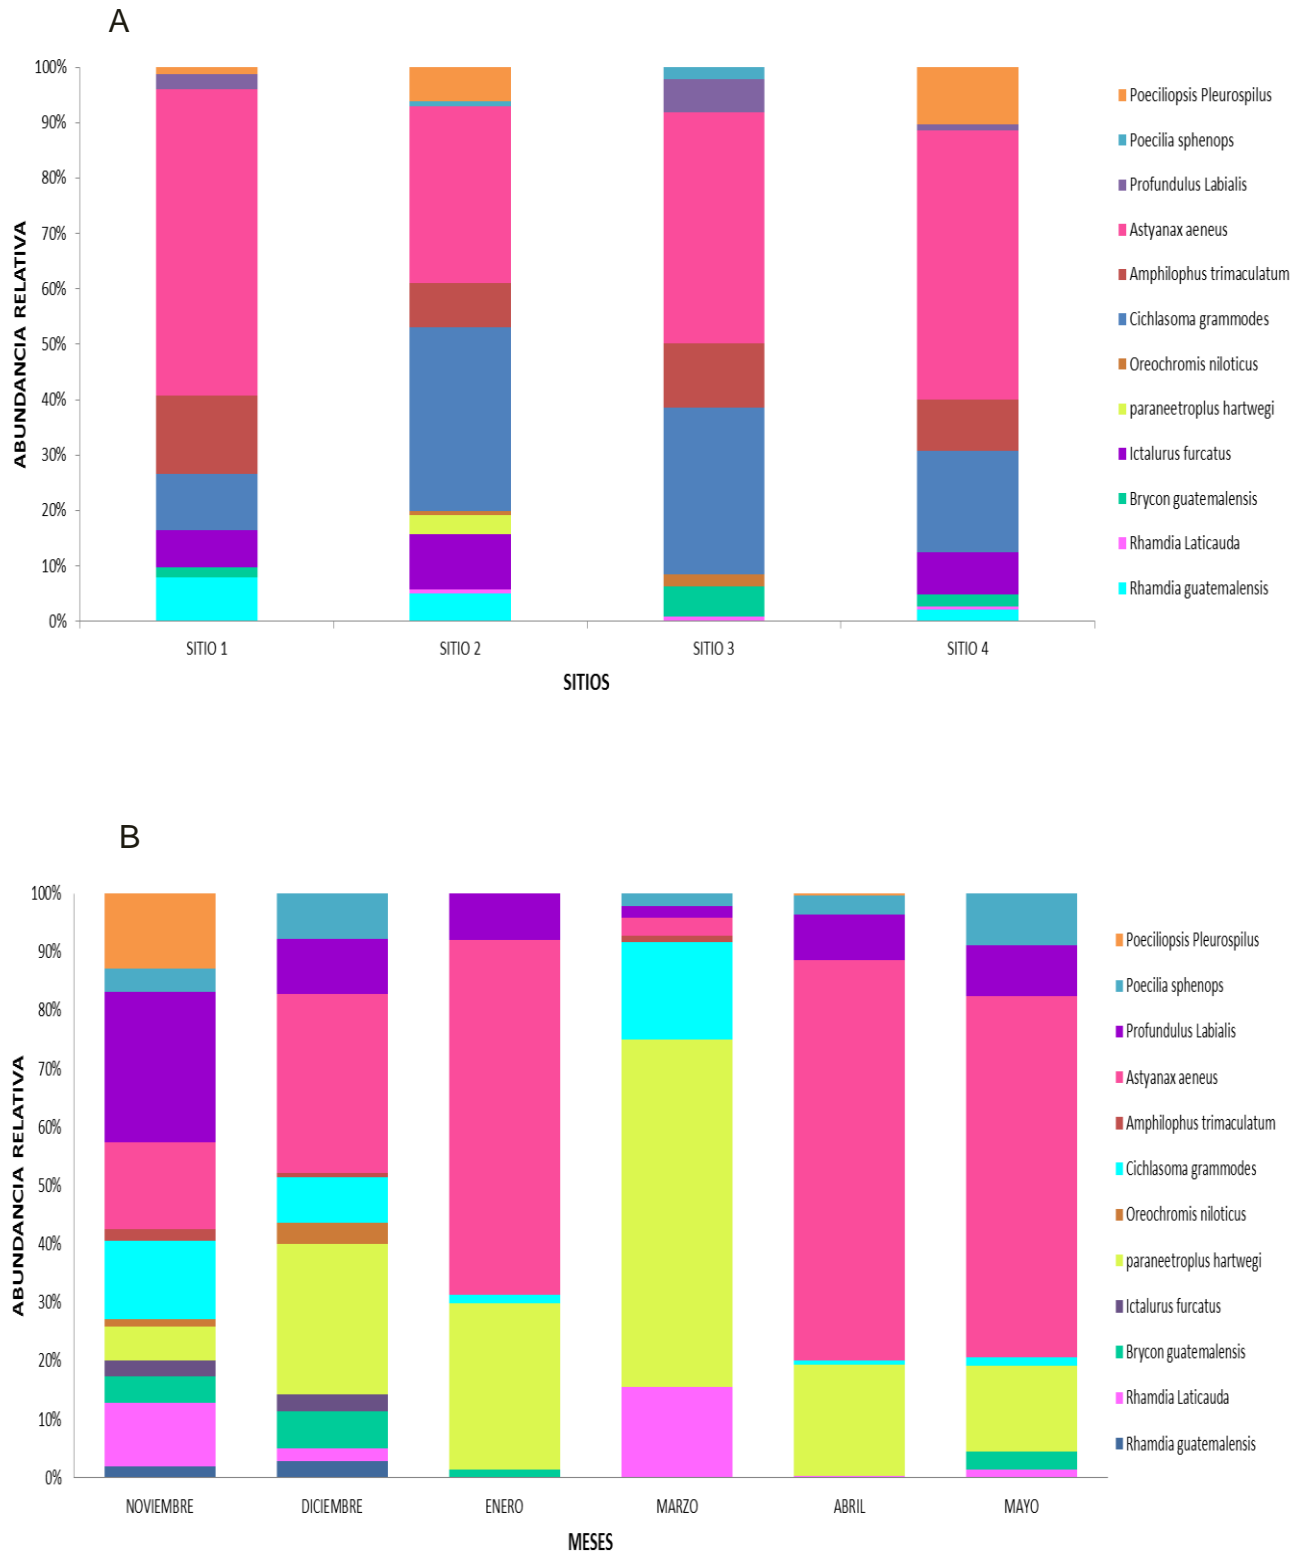 A
100%
90%
80%
70%
60%
50%
40%
30%
20%
10%
0%
ABUNDANCIA RELATIVA
SITIO 1 SITIO 2 SITIO 3 SITIO 4
SITIOS
Poeciliopsis Pleurospilus
Poecilia sphenops
Profundulus Labialis
Astyanax aeneus
Amphilophus trimaculatum
Cichlasoma grammodes
Oreochromis niloticus
paraneetroplus hartwegi
Ictalurus furcatus
Brycon guatemalensis
Rhamdia Laticauda
Rhamdia guatemalensis
B
100%
90%
80%
70%
60%
50%
40%
30%
20%
10%
0%
ABUNDANCIA RELATIVA
NOVIEMBRE DICIEMBRE ENERO MARZO ABRIL MAYO
MESES
Poeciliopsis Pleurospilus
Poecilia sphenops
Profundulus Labialis
Astyanax aeneus
Amphilophus trimaculatum
Cichlasoma grammodes
Oreochromis niloticus
paraneetroplus hartwegi
Ictalurus furcatus
Brycon guatemalensis
Rhamdia Laticauda
Rhamdia guatemalensis